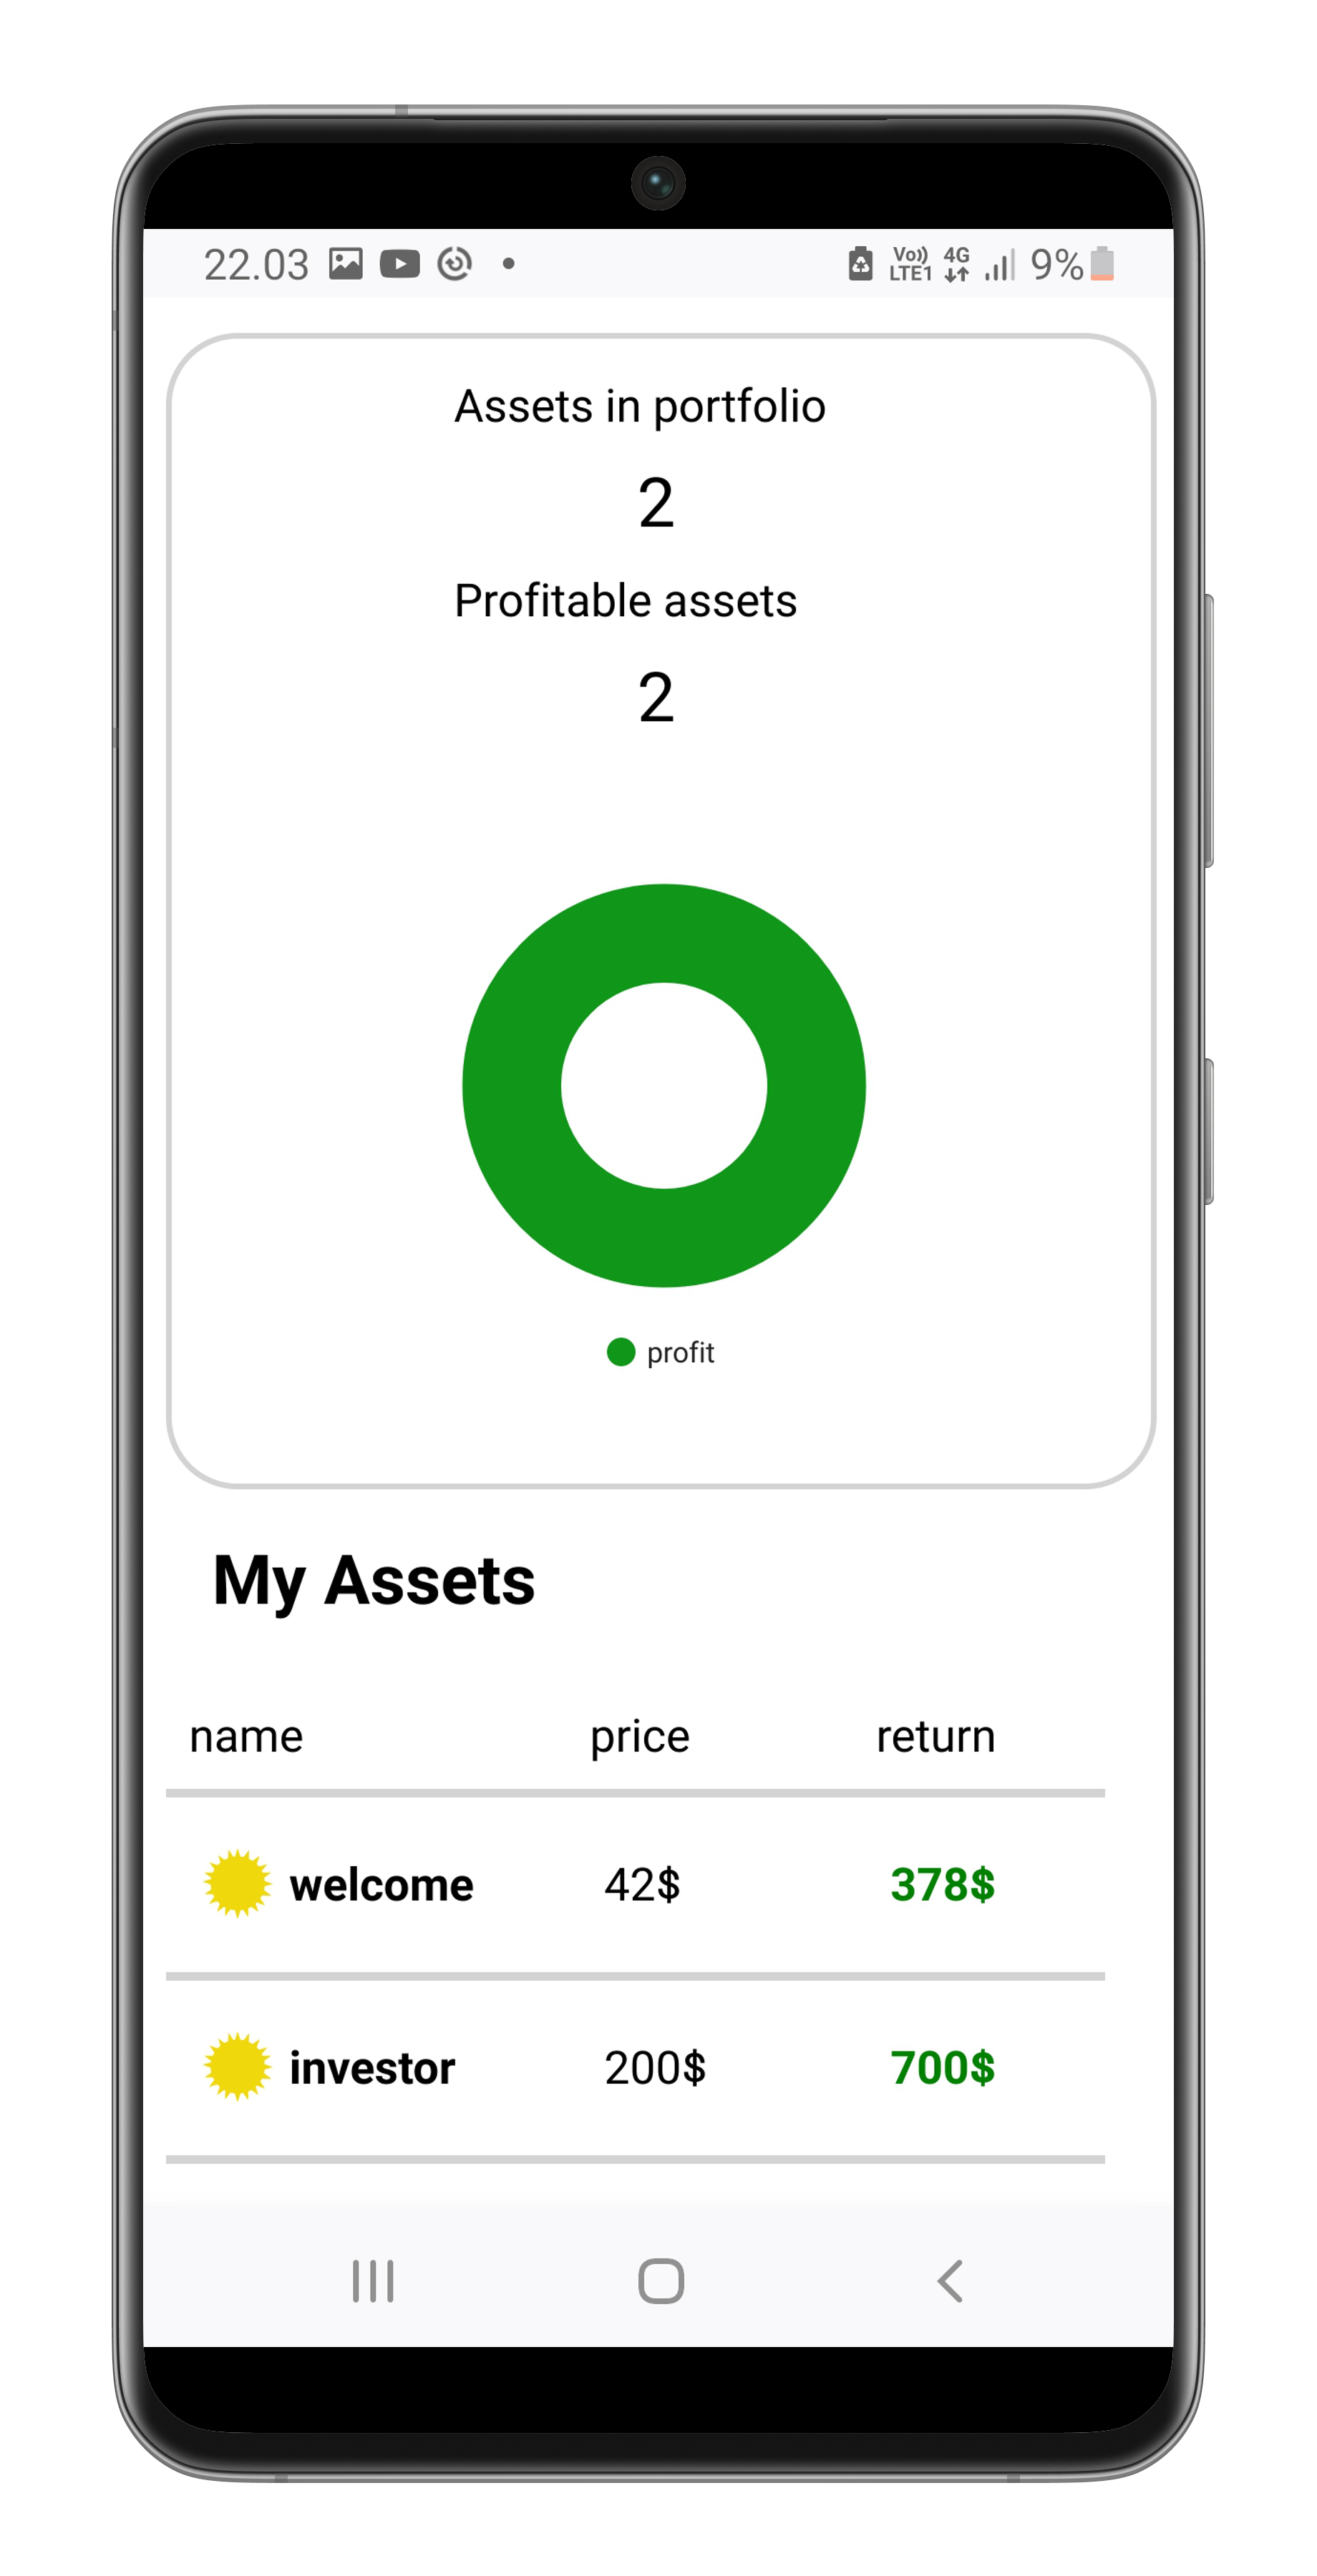 22.03 Vo)) LTE1 4G 9%
Assets in portfolio
2
Profitable assets
2
profit
My Assets
name price return
welcome 42$ 378$
investor 200$ 700$